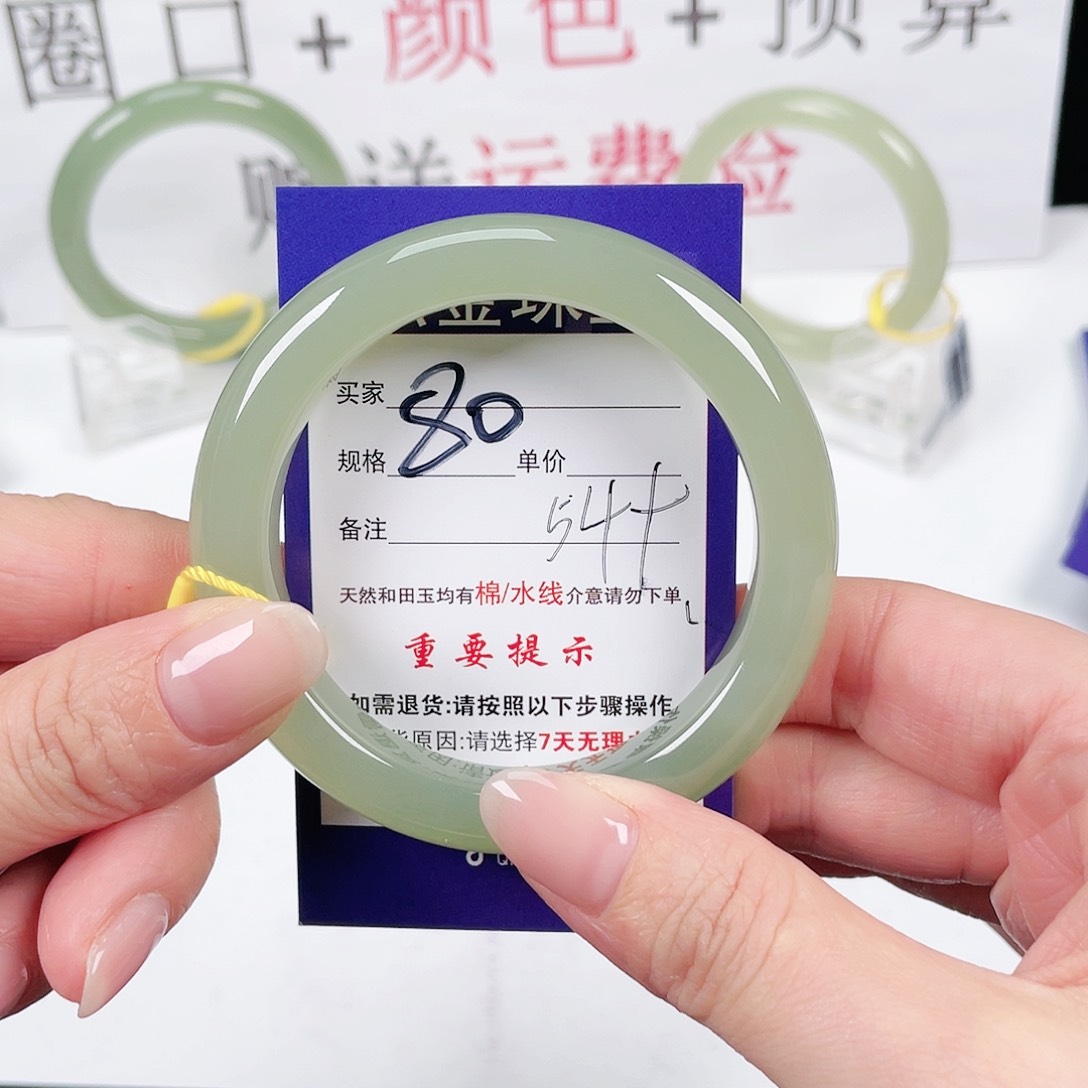 圈口+颜色+预算
赠送运费险
金珠
买家 80
规格 单价
备注 54+
天然和田玉均有棉/水线介意请勿下单
重要提示
如需退货:请按照以下步骤操作
原因:请选择7天无理